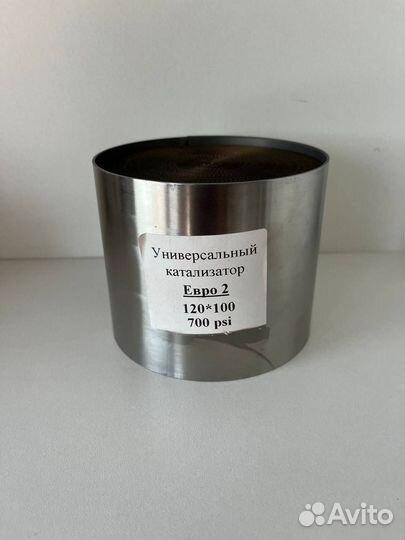 Универсальный
катализатор
Евро 2
120*100
700 psi
Avito